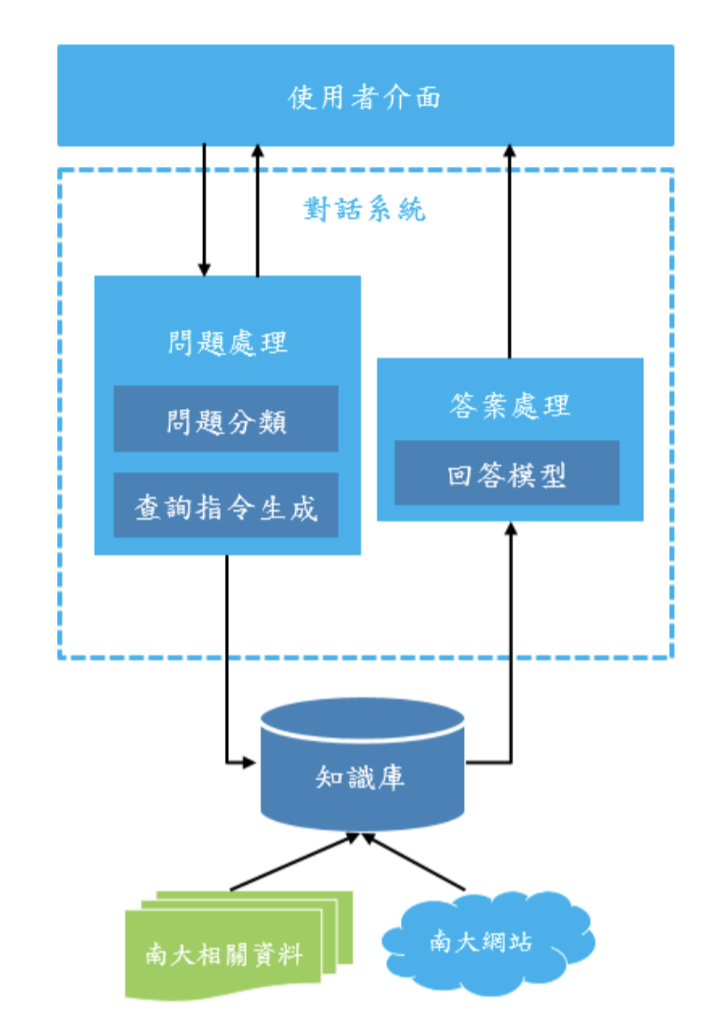 使用者介面
對話系統
問題處理
問題分類
查詢指令生成
答案處理
回答模型
知識庫
南大相關資料
南大網站